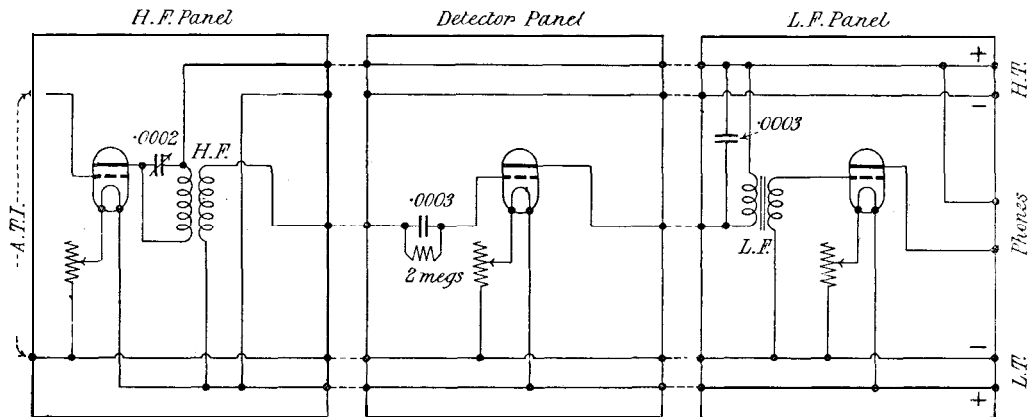 H.F. Panel
Detector Panel
L.F. Panel
+
H.T.
-
A.T.I.
.0002
H.F.
.0003
2 megs
.0003
L.F.
Phones
-
L.T.
+